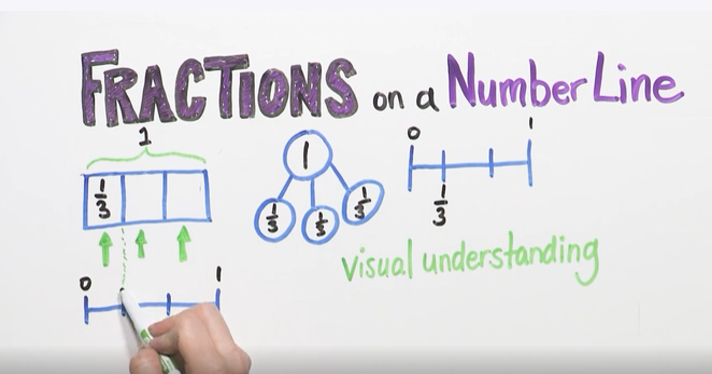 FRACTIONS on a Number Line
1
1/3
0 1
1
1/3 1/3 1/3
0 1
1/3
visual understanding